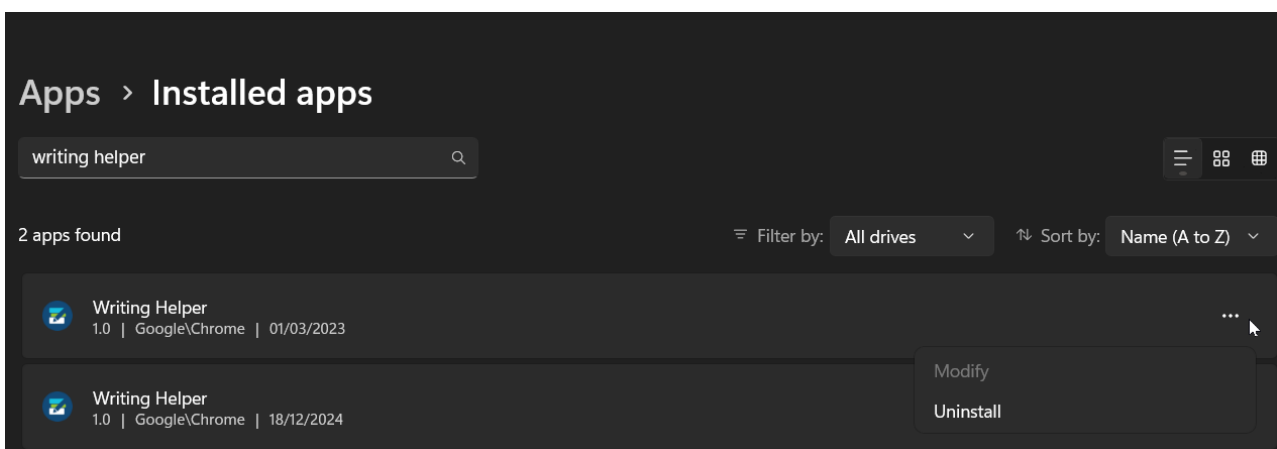 Apps > Installed apps
writing helper
2 apps found
Filter by: All drives
Sort by: Name (A to Z)
Writing Helper
1.0 | Google\Chrome | 01/03/2023
Modify
Uninstall
Writing Helper
1.0 | Google\Chrome | 18/12/2024